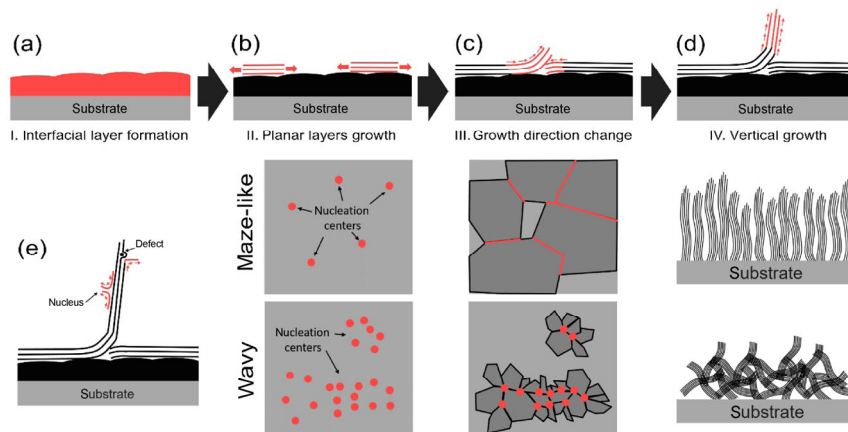 (a)
(b)
(c)
(d)
Substrate
Substrate
Substrate
Substrate
I. Interfacial layer formation
II. Planar layers growth
III. Growth direction change
IV. Vertical growth
(e)
Defect
Nucleus
Substrate
Maze-like
Nucleation
centers
Substrate
Wavy
Nucleation
centers
Substrate